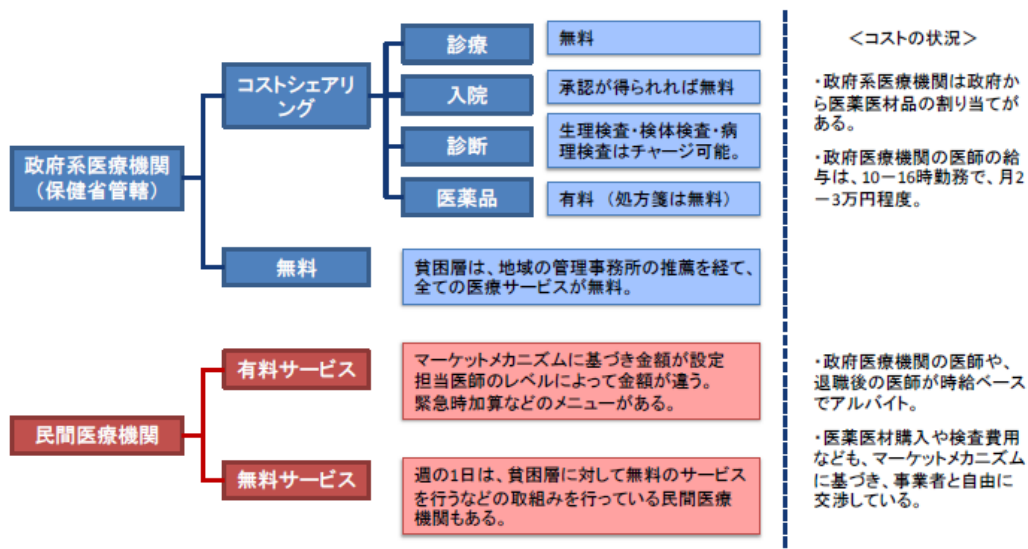 政府系医療機関
（保健省管轄）
コストシェアリ
ング
診療
無料
入院
承認が得られれば無料
診断
生理検査・検体検査・病
理検査はチャージ可能。
医薬品
有料 （処方箋は無料）
無料
貧困層は、地域の管理事務所の推薦を経て、
全ての医療サービスが無料。
民間医療機関
有料サービス
マーケットメカニズムに基づき金額が設定
担当医師のレベルによって金額が違う。
緊急時加算などのメニューがある。
無料サービス
週の1日は、貧困層に対して無料のサービス
を行うなどの取組みを行っている民間医療
機関もある。
＜コストの状況＞
・政府系医療機関は政府か
ら医薬医材品の割り当てが
ある。
・政府医療機関の医師の給
与は、10－16時勤務で、月2
－3万円程度。
・政府医療機関の医師や、
退職後の医師が時給ベース
でアルバイト。
・医薬医材購入や検査費用
なども、マーケットメカニズム
に基づき、事業者と自由に
交渉している。